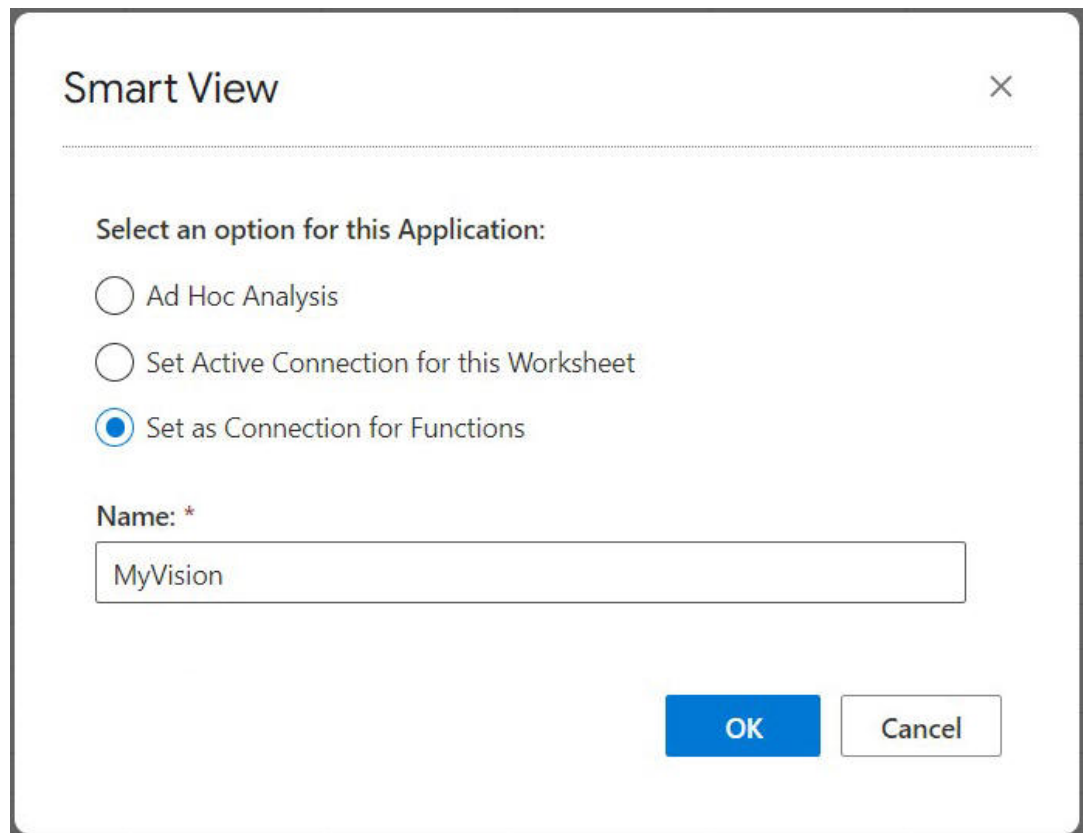 Smart View
Select an option for this Application:
Ad Hoc Analysis
Set Active Connection for this Worksheet
Set as Connection for Functions
Name: *
MyVision
OK Cancel